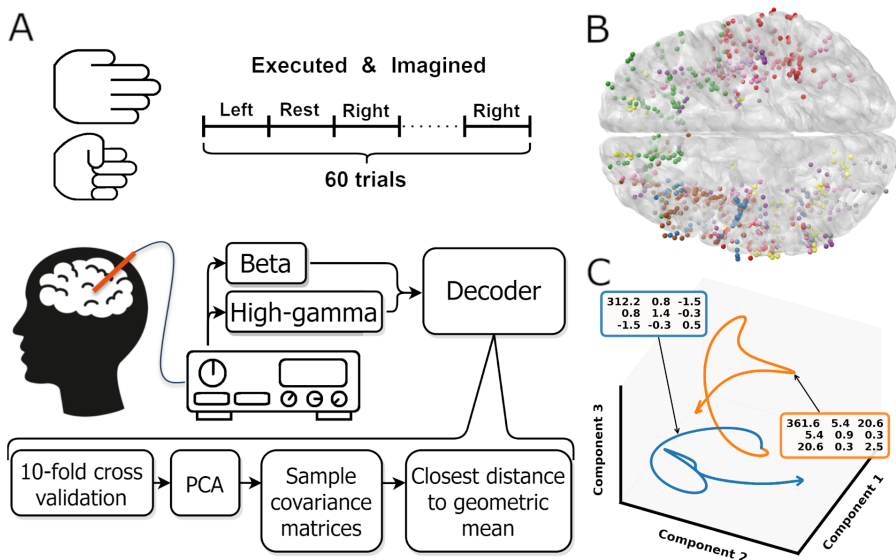 A
Executed & Imagined
Left Rest Right Right
60 trials
Beta
High-gamma
Decoder
10-fold cross
validation
PCA
Sample
covariance
matrices
Closest distance
to geometric
mean
B
C
312.2 0.8 -1.5
0.8 1.4 -0.3
-1.5 -0.3 0.5
361.6 5.4 20.6
5.4 0.9 0.3
20.6 0.3 2.5
Component 3
Component 2
Component 1